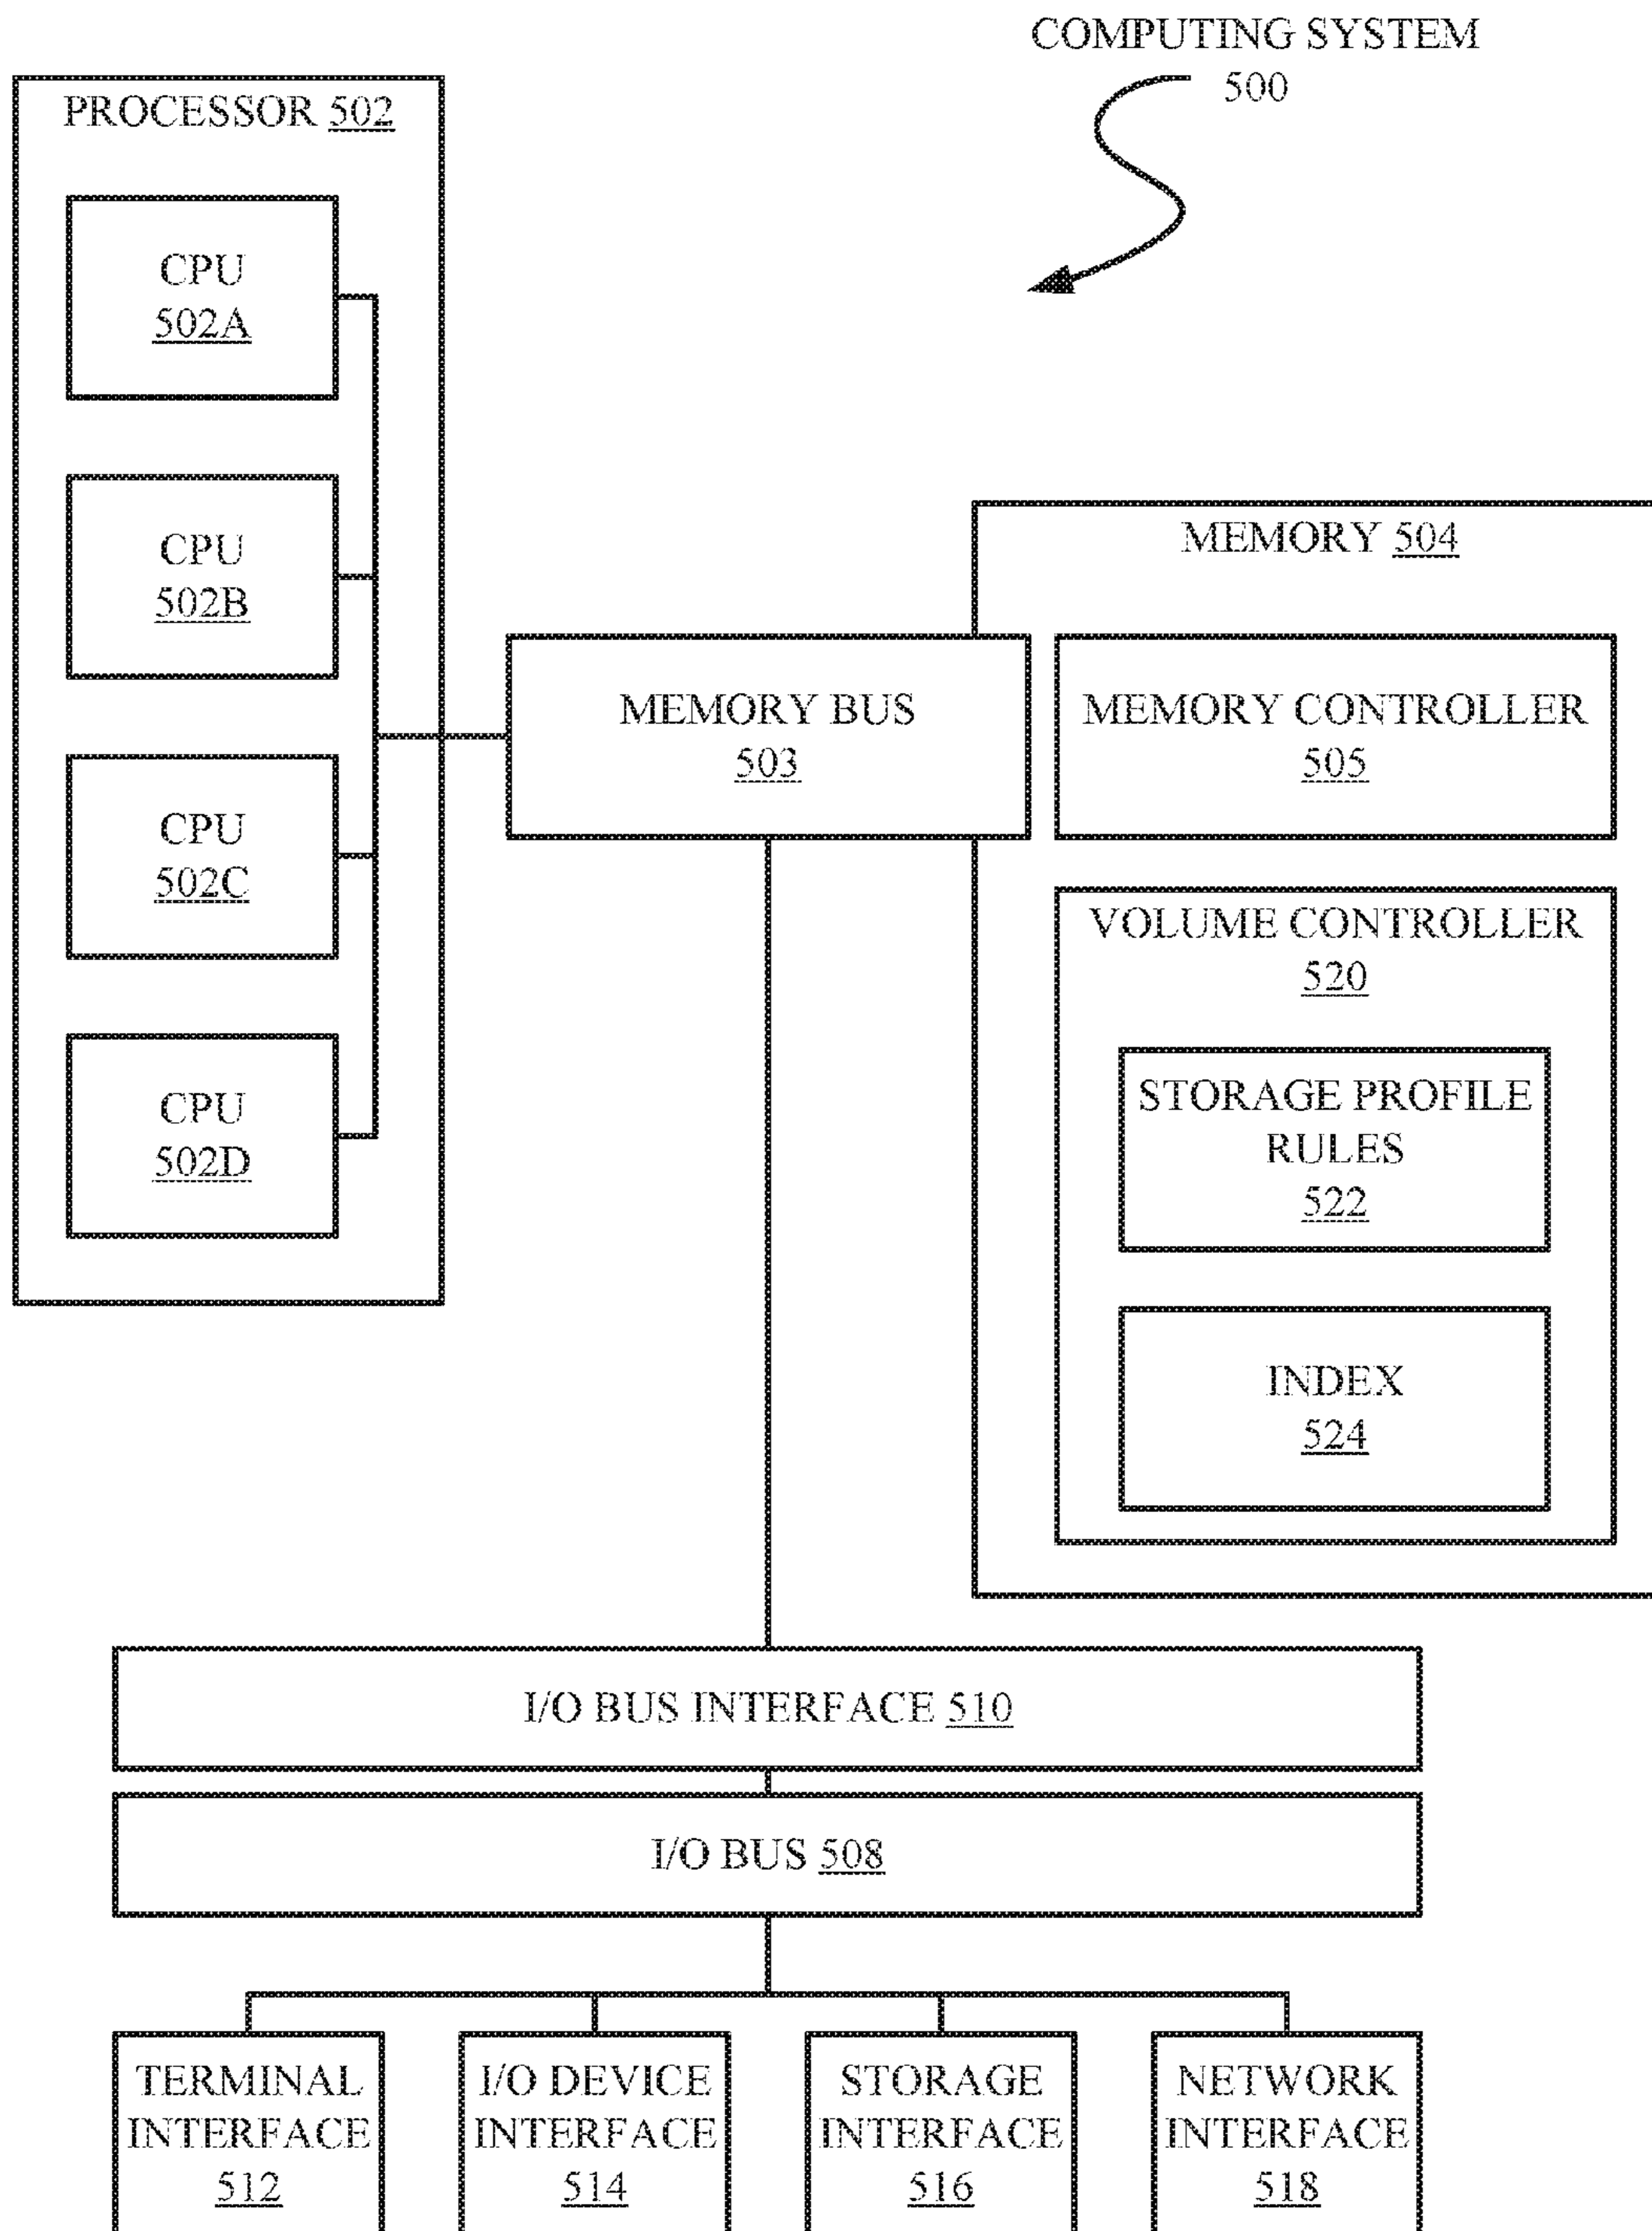 COMPUTING SYSTEM
500
PROCESSOR 502
CPU
502A
CPU
502B
CPU
502C
CPU
502D
MEMORY 504
MEMORY BUS
503
MEMORY CONTROLLER
505
VOLUME CONTROLLER
520
STORAGE PROFILE
RULES
522
INDEX
524
I/O BUS INTERFACE 510
I/O BUS 508
TERMINAL
INTERFACE
512
I/O DEVICE
INTERFACE
514
STORAGE
INTERFACE
516
NETWORK
INTERFACE
518